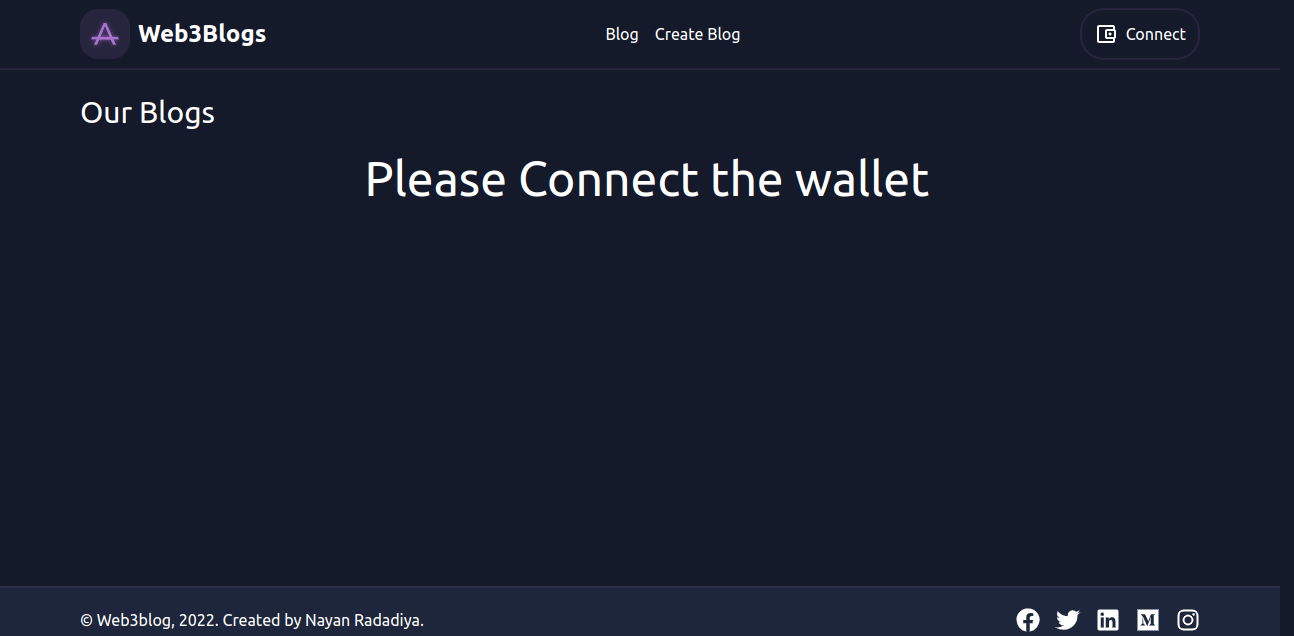 Web3Blogs
Blog Create Blog
Connect
Our Blogs
Please Connect the wallet
© Web3blog, 2022. Created by Nayan Radadiya.